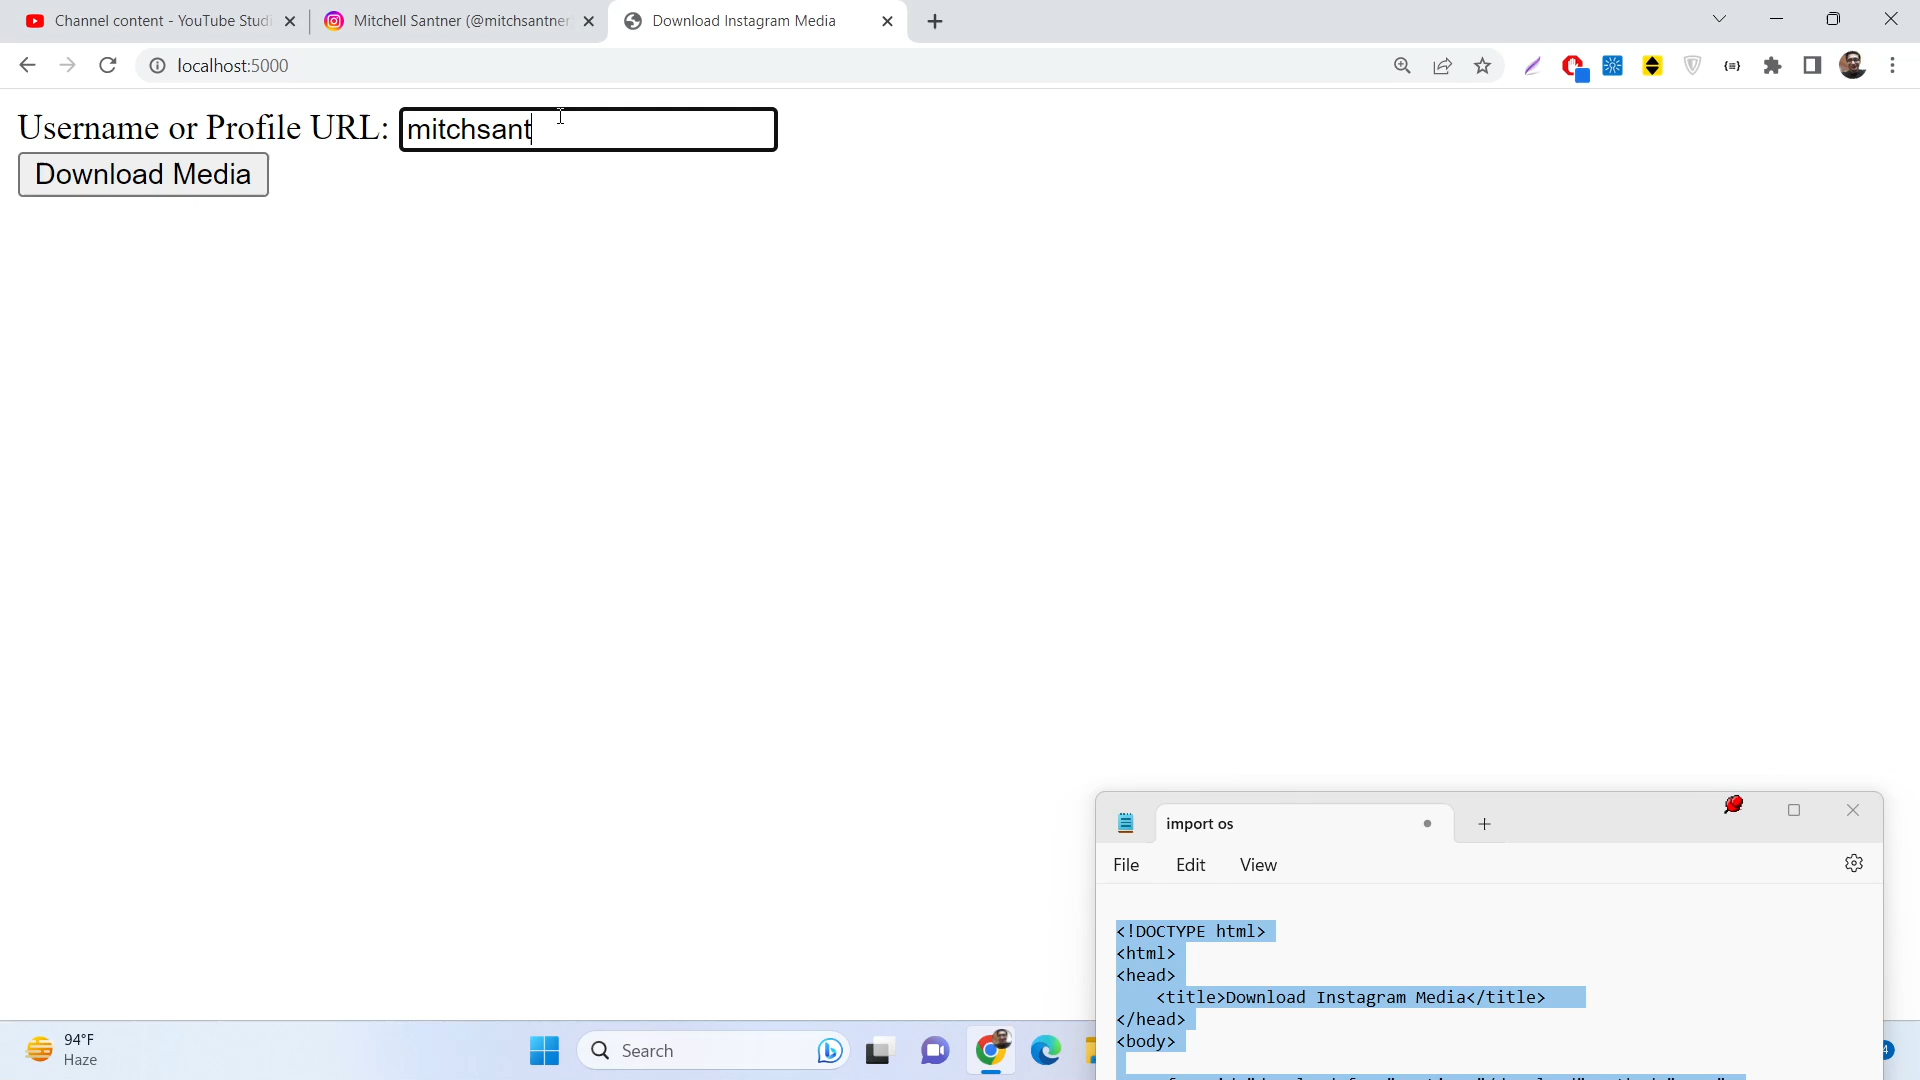 Channel content - YouTube Studi
Mitchell Santner (@mitchsantner
Download Instagram Media
localhost:5000
Username or Profile URL: mitchsant
Download Media
import os
File Edit View
<!DOCTYPE html>
<html>
<head>
<title>Download Instagram Media</title>
</head>
<body>
94°F
Haze
Search